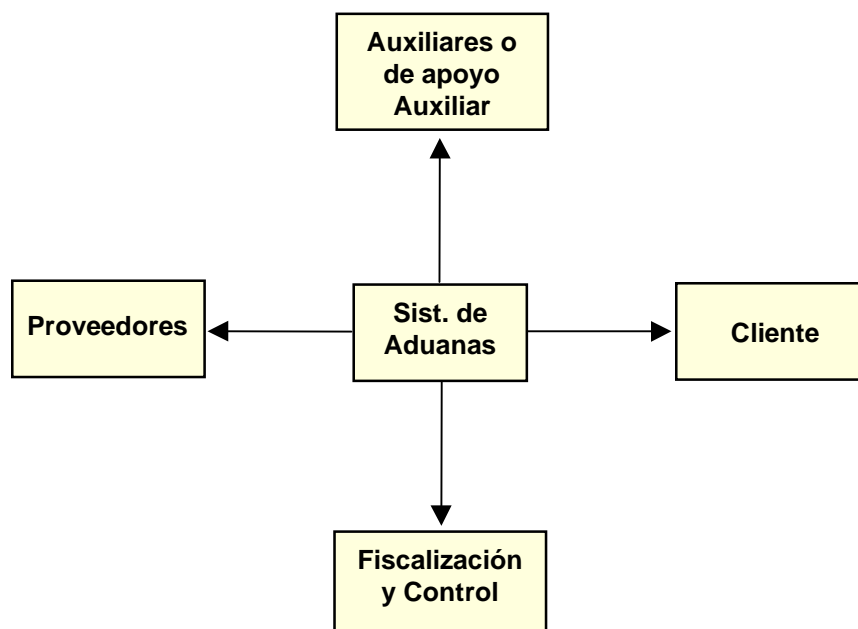 Auxiliares o
de apoyo
Auxiliar
Proveedores
Sist. de
Aduanas
Cliente
Fiscalización
y Control